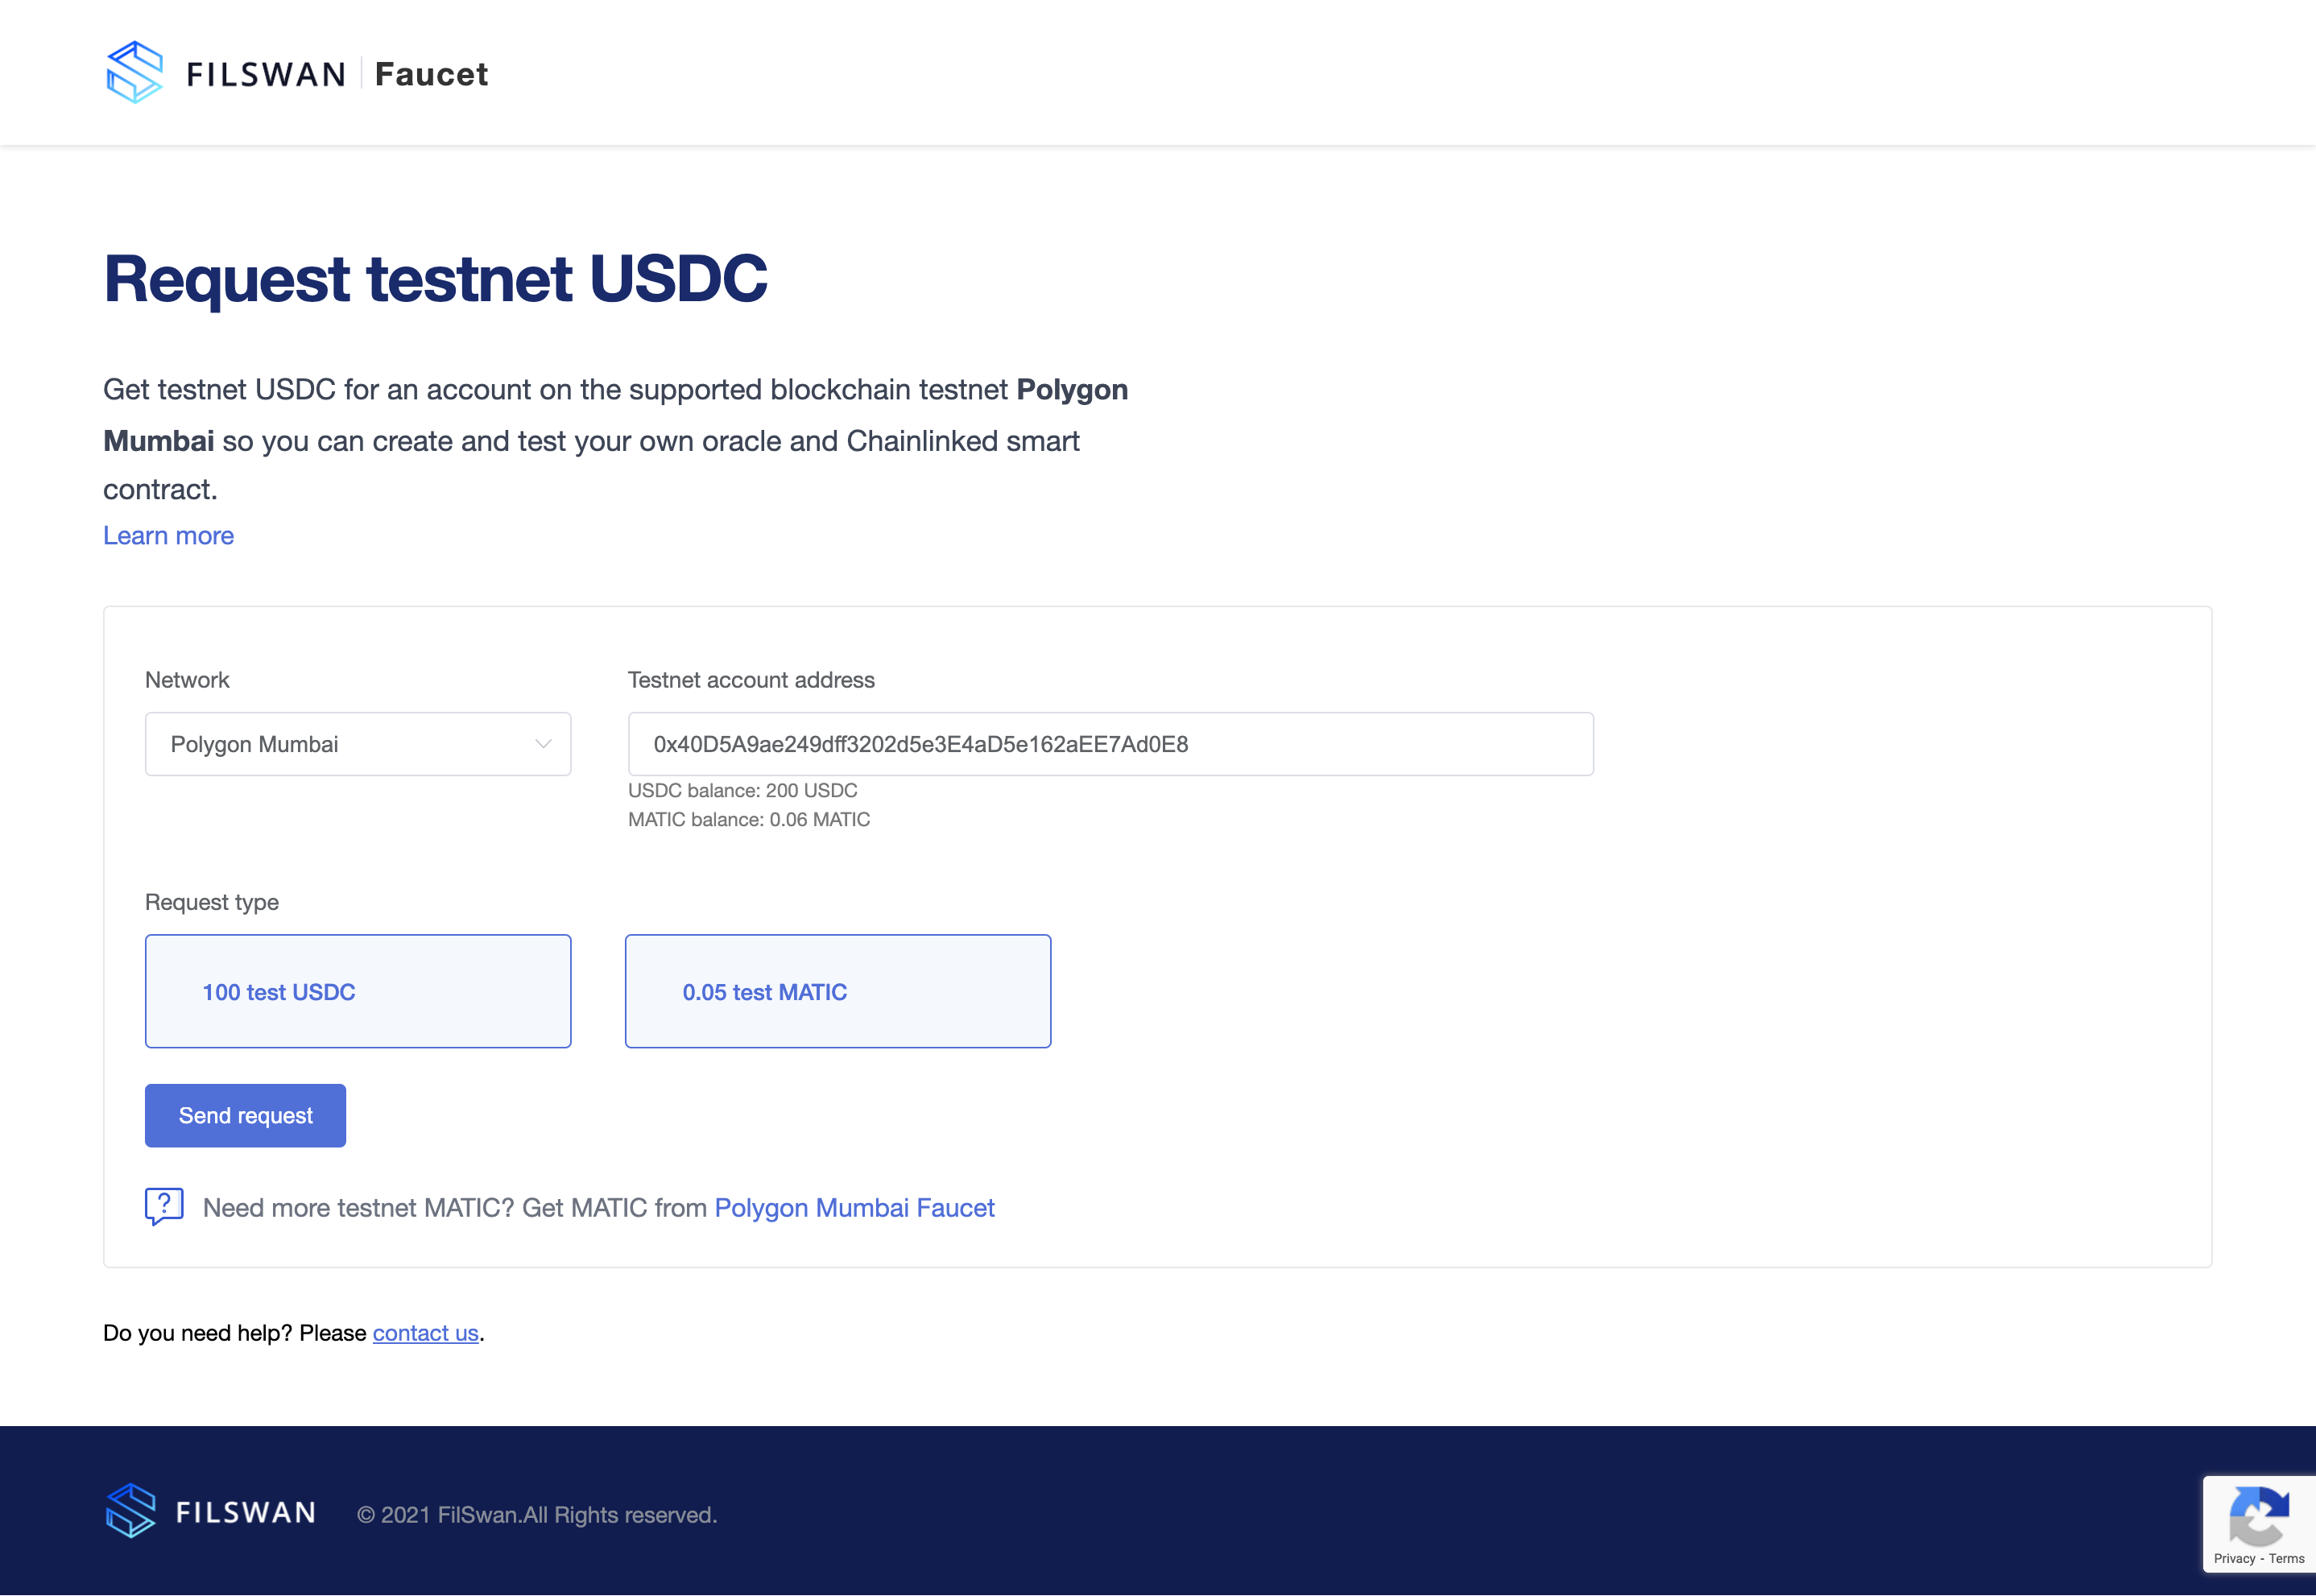 FILSWAN | Faucet
Request testnet USDC
Get testnet USDC for an account on the supported blockchain testnet Polygon
Mumbai so you can create and test your own oracle and Chainlinked smart
contract.
Learn more
Network
Testnet account address
Polygon Mumbai
0x40D5A9ae249dff3202d5e3E4aD5e162aEE7Ad0E8
USDC balance: 200 USDC
MATIC balance: 0.06 MATIC
Request type
100 test USDC
0.05 test MATIC
Send request
Need more testnet MATIC? Get MATIC from Polygon Mumbai Faucet
Do you need help? Please contact us.
FILSWAN
© 2021 FilSwan.All Rights reserved.
Privacy - Terms